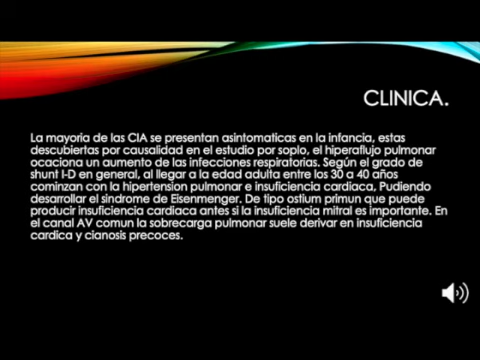 CLINICA.
La mayoria de las CIA se presentan asintomaticas en la infancia, estas
descubiertas por causalidad en el estudio por soplo, el hiperaflujo pulmonar
ocaciona un aumento de las infecciones respiratorias. Según el grado de
shunt I-D en general, al llegar a la edad adulta entre los 30 a 40 años
cominzan con la hipertension pulmonar e insuficiencia cardiaca, Pudiendo
desarrollar el sindrome de Eisenmenger. De tipo ostium primun que puede
producir insuficiencia cardiaca antes si la insuficiencia mitral es importante. En
el canal AV comun la sobrecarga pulmonar suele derivar en insuficiencia
cardíca y cianosis precoces.